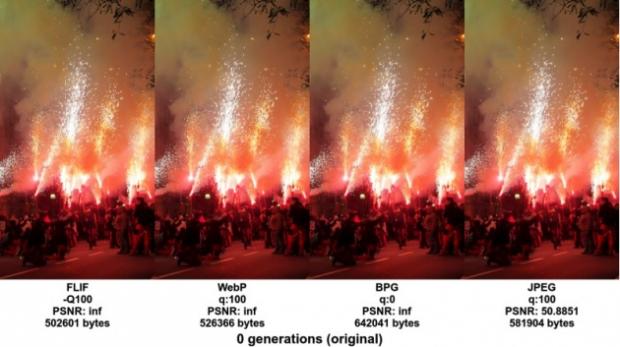 FLIF
-Q100
PSNR: inf
502601 bytes
WebP
q:100
PSNR: inf
526366 bytes
BPG
q:0
PSNR: inf
642041 bytes
JPEG
q:100
PSNR: 50.8851
581904 bytes
0 generations (original)